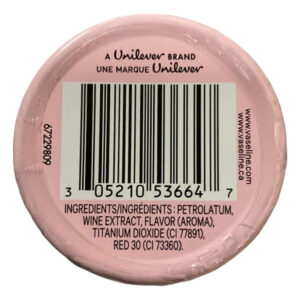 A Unilever BRAND
UNE MARQUE Unilever
67729809
www.vaseline.com
www.vaseline.ca
3 05210 53664 7
INGREDIENTS/INGRÉDIENTS : PETROLATUM,
WINE EXTRACT, FLAVOR (AROMA),
TITANIUM DIOXIDE (CI 77891),
RED 30 (CI 73360).